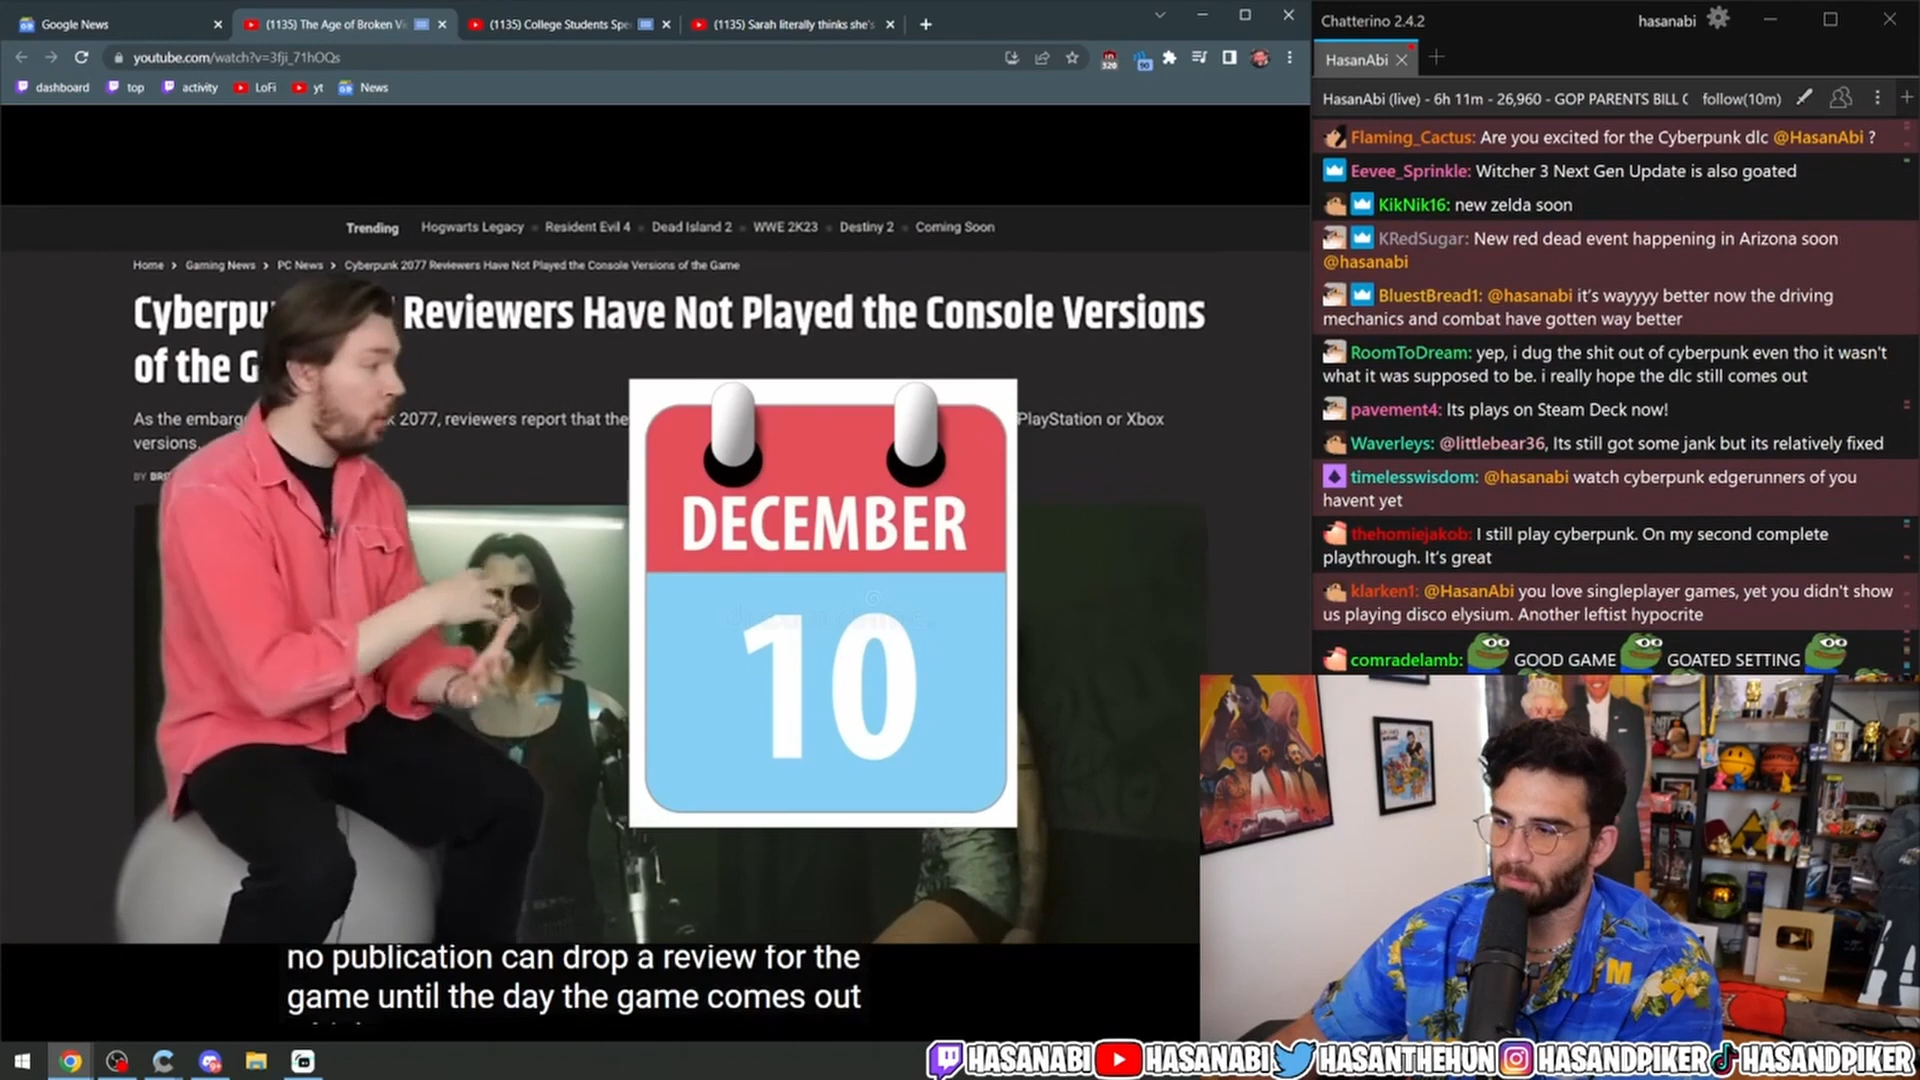 Google News
(1135) The Age of Broken Vi
(1135) College Students Spe
(1135) Sarah literally thinks she's
youtube.com/watch?v=3fji_71hOQs
320
90
dashboard
top
activity
LoFi
yt
News
Trending
Hogwarts Legacy
Resident Evil 4
Dead Island 2
WWE 2K23
Destiny 2
Coming Soon
Home > Gaming News > PC News > Cyberpunk 2077 Reviewers Have Not Played the Console Versions of the Game
Cyberpu Reviewers Have Not Played the Console Versions
of the G
As the embarg k 2077, reviewers report that the PlayStation or Xbox
versions.
BY
DECEMBER
10
no publication can drop a review for the
game until the day the game comes out
Chatterino 2.4.2
hasanabi
HasanAbi
HasanAbi (live) - 6h 11m - 26,960 - GOP PARENTS BILL
follow(10m)
Flaming_Cactus: Are you excited for the Cyberpunk dlc @HasanAbi ?
Eevee_Sprinkle: Witcher 3 Next Gen Update is also goated
KikNik16: new zelda soon
KRedSugar: New red dead event happening in Arizona soon
@hasanabi
BluestBread1: @hasanabi it's wayyyy better now the driving
mechanics and combat have gotten way better
RoomToDream: yep, i dug the shit out of cyberpunk even tho it wasn't
what it was supposed to be. i really hope the dlc still comes out
pavement4: Its plays on Steam Deck now!
Waverleys: @littlebear36, Its still got some jank but its relatively fixed
timelesswisdom: @hasanabi watch cyberpunk edgerunners of you
havent yet
thehomiejakob: I still play cyberpunk. On my second complete
playthrough. It's great
klarken1: @HasanAbi you love singleplayer games, yet you didn't show
us playing disco elysium. Another leftist hypocrite
comradelamb: GOOD GAME GOATED SETTING
M
HASANABI HASANABI HASANTHEHUN HASANDPIKER HASANDPIKER